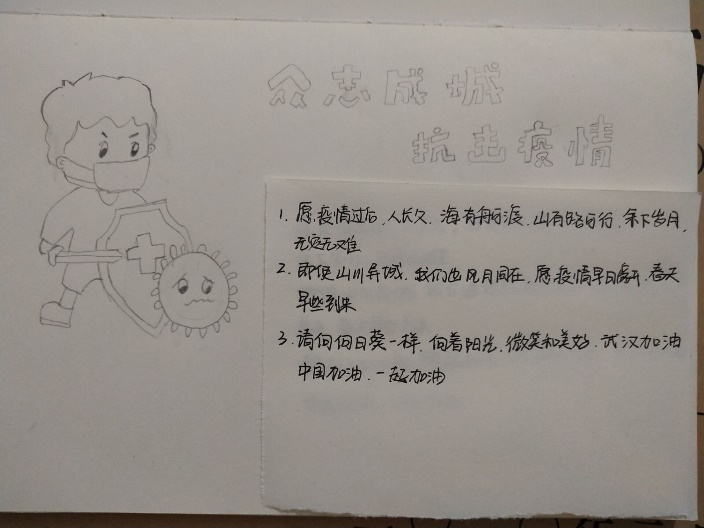 众志成城
抗击疫情
1. 愿疫情过后,人长久,海有舟可渡,山有路可行,余下岁月,
无灾无难
2. 即使山川异域,我们也风月同在,愿疫情早日离开,春天
早些到来
3. 请向向日葵一样,向着阳光,微笑和美好.武汉加油
中国加油.一起加油